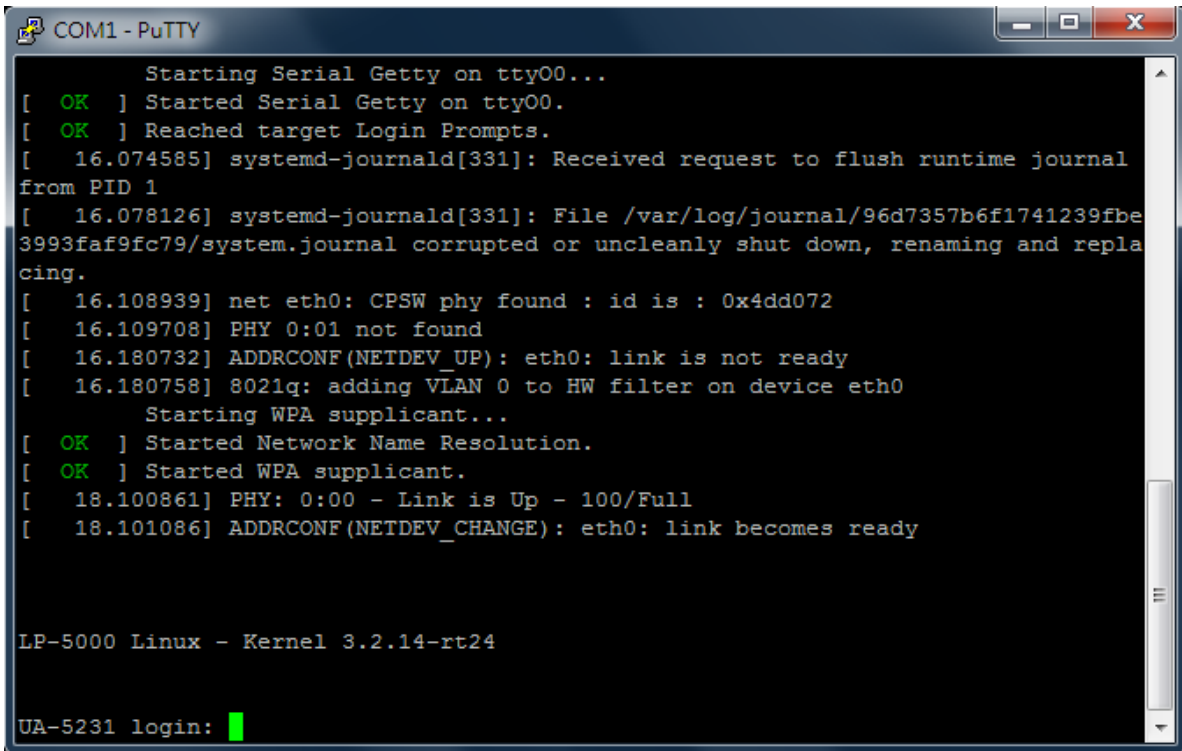 COM1 - PuTTY
Starting Serial Getty on ttyO0...
[  OK  ] Started Serial Getty on ttyO0.
[  OK  ] Reached target Login Prompts.
[   16.074585] systemd-journald[331]: Received request to flush runtime journal
from PID 1
[   16.078126] systemd-journald[331]: File /var/log/journal/96d7357b6f1741239fbe
3993faf9fc79/system.journal corrupted or uncleanly shut down, renaming and repla
cing.
[   16.108939] net eth0: CPSW phy found : id is : 0x4dd072
[   16.109708] PHY 0:01 not found
[   16.180732] ADDRCONF(NETDEV_UP): eth0: link is not ready
[   16.180758] 8021q: adding VLAN 0 to HW filter on device eth0
Starting WPA supplicant...
[  OK  ] Started Network Name Resolution.
[  OK  ] Started WPA supplicant.
[   18.100861] PHY: 0:00 - Link is Up - 100/Full
[   18.101086] ADDRCONF(NETDEV_CHANGE): eth0: link becomes ready
LP-5000 Linux - Kernel 3.2.14-rt24
UA-5231 login: